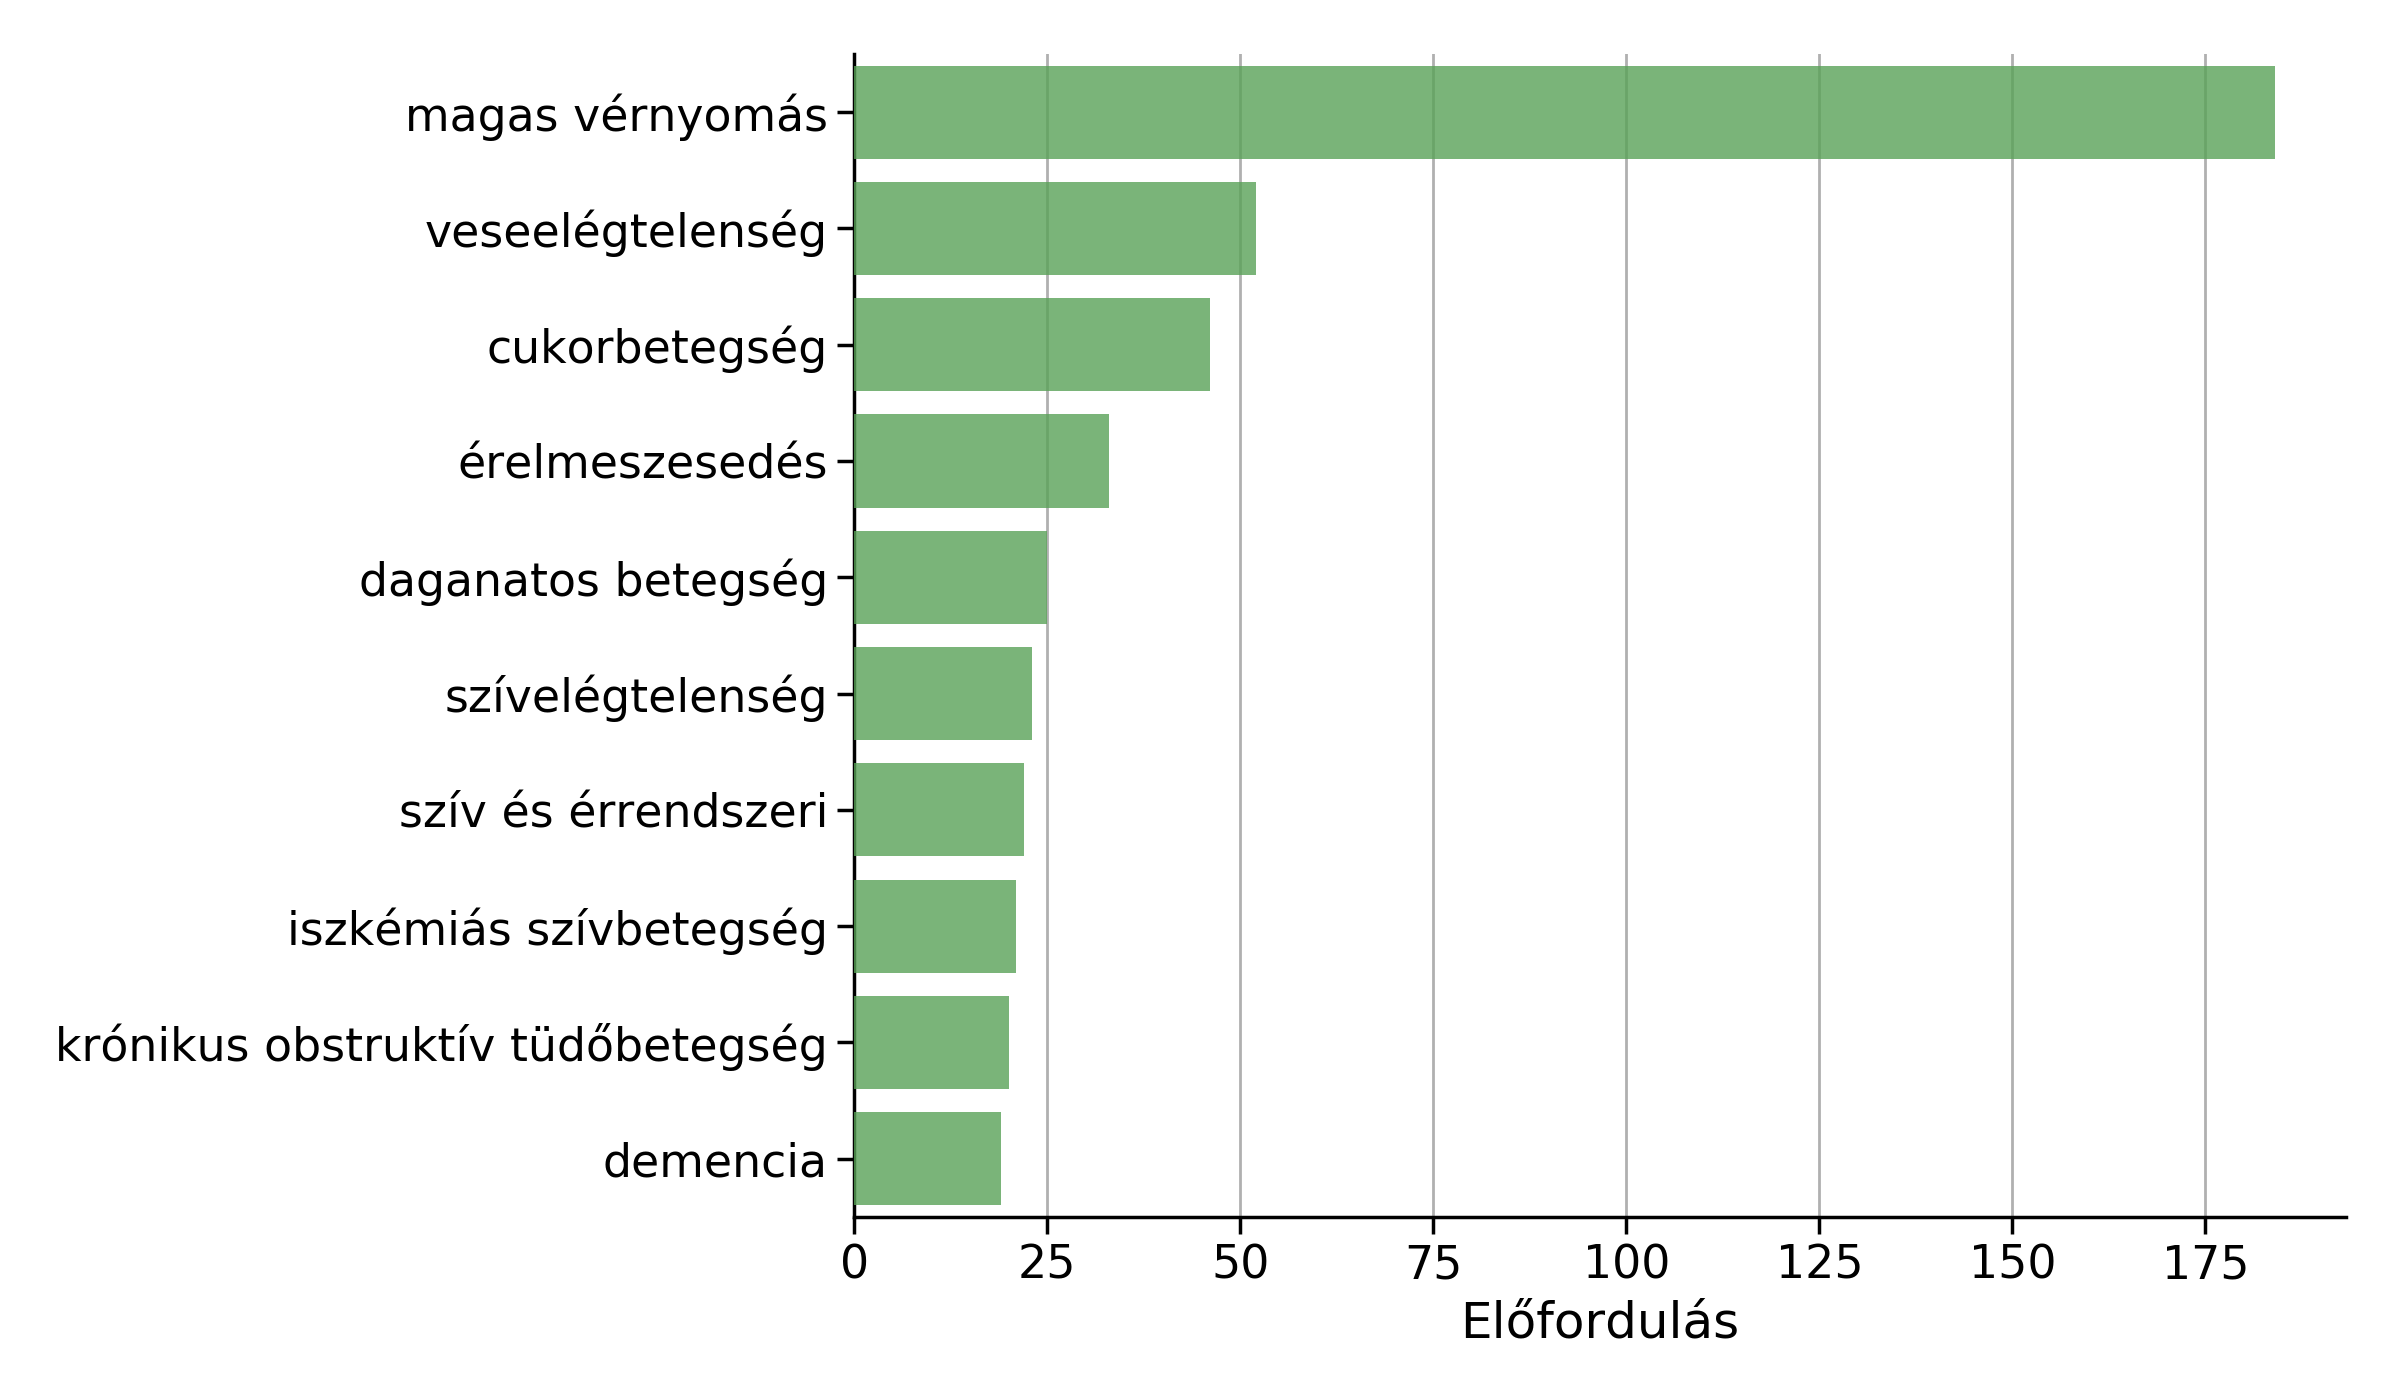 magas vérnyomás
veseelégtelenség
cukorbetegség
érelmeszesedés
daganatos betegség
szívelégtelenség
szív és érrendszeri
iszkémiás szívbetegség
krónikus obstruktív tüdőbetegség
demencia
0 25 50 75 100 125 150 175
Előfordulás